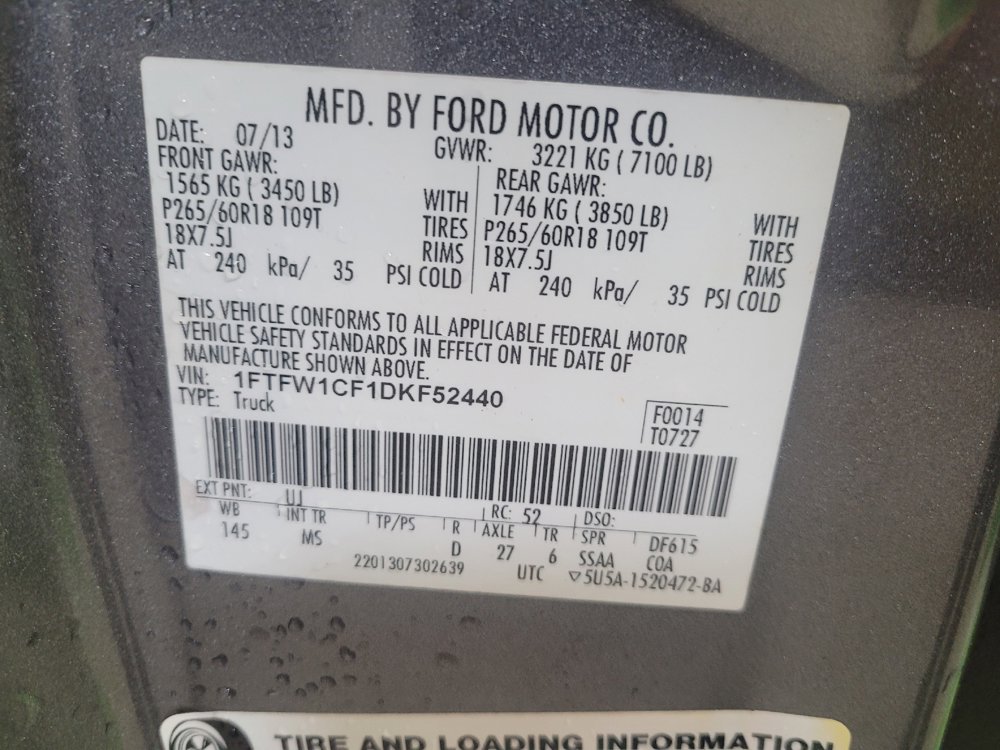 MFD. BY FORD MOTOR CO.
DATE: 07/13 GVWR: 3221 KG ( 7100 LB)
FRONT GAWR: REAR GAWR:
1565 KG ( 3450 LB) WITH 1746 KG ( 3850 LB) WITH
P265/60R18 109T TIRES P265/60R18 109T TIRES
18X7.5J RIMS 18X7.5J RIMS
AT 240 kPa/ 35 PSI COLD AT 240 kPa/ 35 PSI COLD
THIS VEHICLE CONFORMS TO ALL APPLICABLE FEDERAL MOTOR
VEHICLE SAFETY STANDARDS IN EFFECT ON THE DATE OF
MANUFACTURE SHOWN ABOVE.
VIN: 1FTFW1CF1DKF52440
TYPE: Truck
F0014
T0727
EXT PNT: UJ RC: 52 DSO:
WB INT TR TP/PS R AXLE TR SPR DF615
145 MS D 27 6 SSAA COA
2201307302639 UTC ▽5U5A-1520472-BA
TIRE AND LOADING INFORMATION